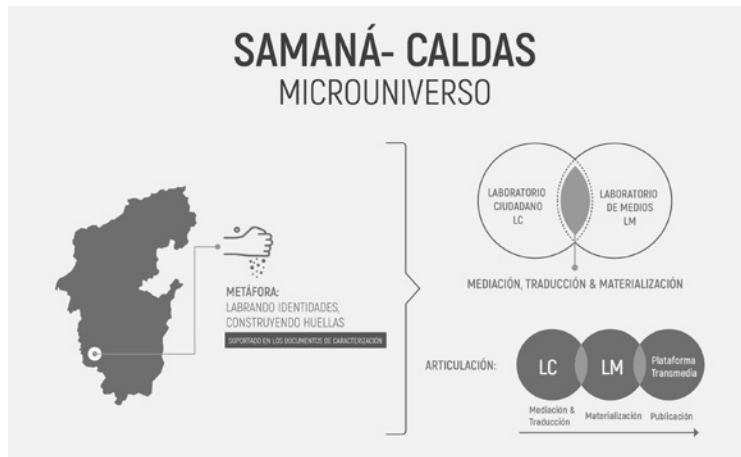 SAMANÁ- CALDAS
MICROUNIVERSO
METÁFORA:
LABRANDO IDENTIDADES,
CONSTRUYENDO HUELLAS
SOPORTADO EN LOS DOCUMENTOS DE CARACTERIZACIÓN
LABORATORIO
CIUDADANO
LC
LABORATORIO
DE MEDIOS
LM
MEDIACIÓN, TRADUCCIÓN & MATERIALIZACIÓN
ARTICULACIÓN:
LC
LM
Plataforma
Transmedia
Mediación &
Traducción
Materialización
Publicación